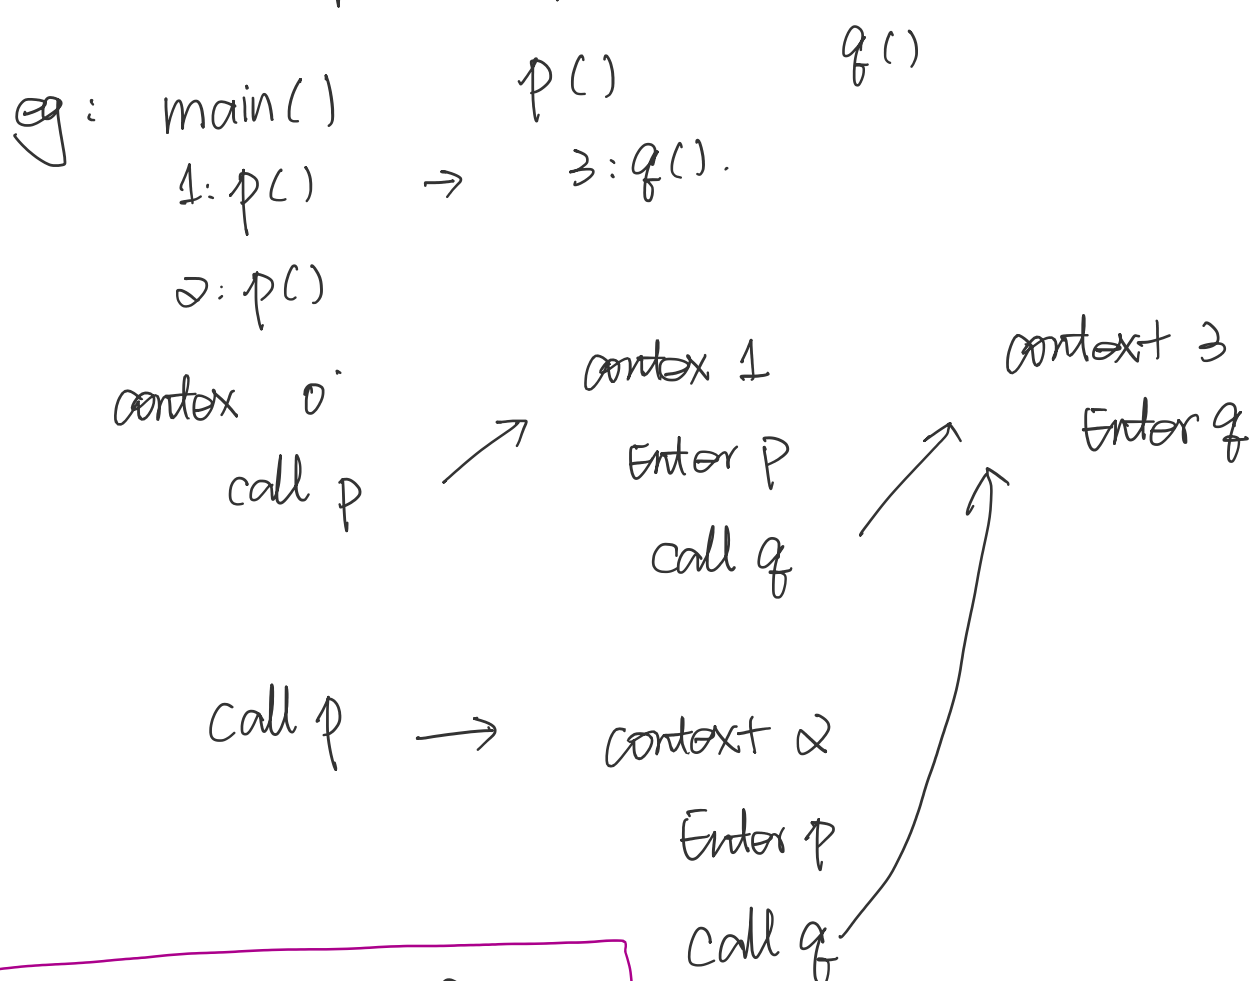 eg: main() p() q()
1: p() → 3: q().
2: p()
contex 0 contex 1 context 3
call p Enter p Enter q
call q
call p → context 2
Enter p
call q